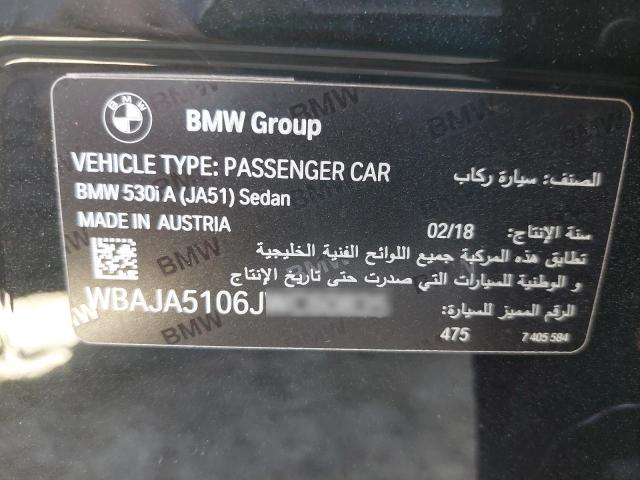 BMW Group
VEHICLE TYPE: PASSENGER CAR الصنف: سيارة ركاب
BMW 530i A (JA51) Sedan
MADE IN AUSTRIA 02/18 سنة الإنتاج:
تطابق هذه المركبة جميع اللوائح الفنية الخليجية
و الوطنية للسيارات التي صدرت حتى تاريخ الإنتاج
WBAJA5106J الرقم المميز للسيارة:
475 7 405 584